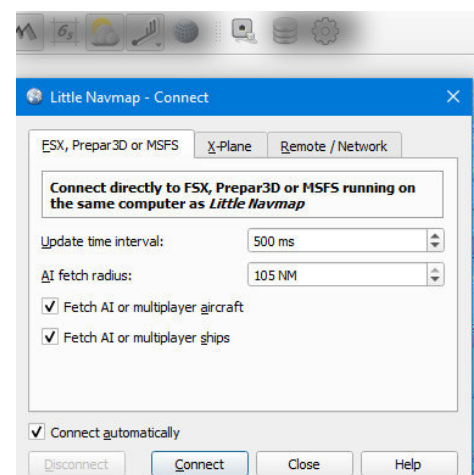 6s
Little Navmap - Connect
FSX, Prepar3D or MSFS
X-Plane
Remote / Network
Connect directly to FSX, Prepar3D or MSFS running on
the same computer as Little Navmap
Update time interval:
500 ms
AI fetch radius:
105 NM
Fetch AI or multiplayer aircraft
Fetch AI or multiplayer ships
Connect automatically
Disconnect
Connect
Close
Help